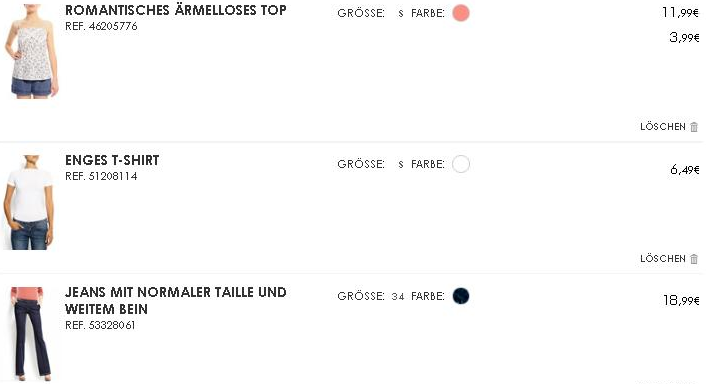 ROMANTISCHES ÄRMELLOSES TOP GRÖSSE: S FARBE: 11,99€
REF. 46205776
3,99€
LÖSCHEN
ENGES T-SHIRT GRÖSSE: S FARBE: 6,49€
REF. 51208114
LÖSCHEN
JEANS MIT NORMALER TAILLE UND GRÖSSE: 34 FARBE: 18,99€
WEITEM BEIN
REF. 53328061